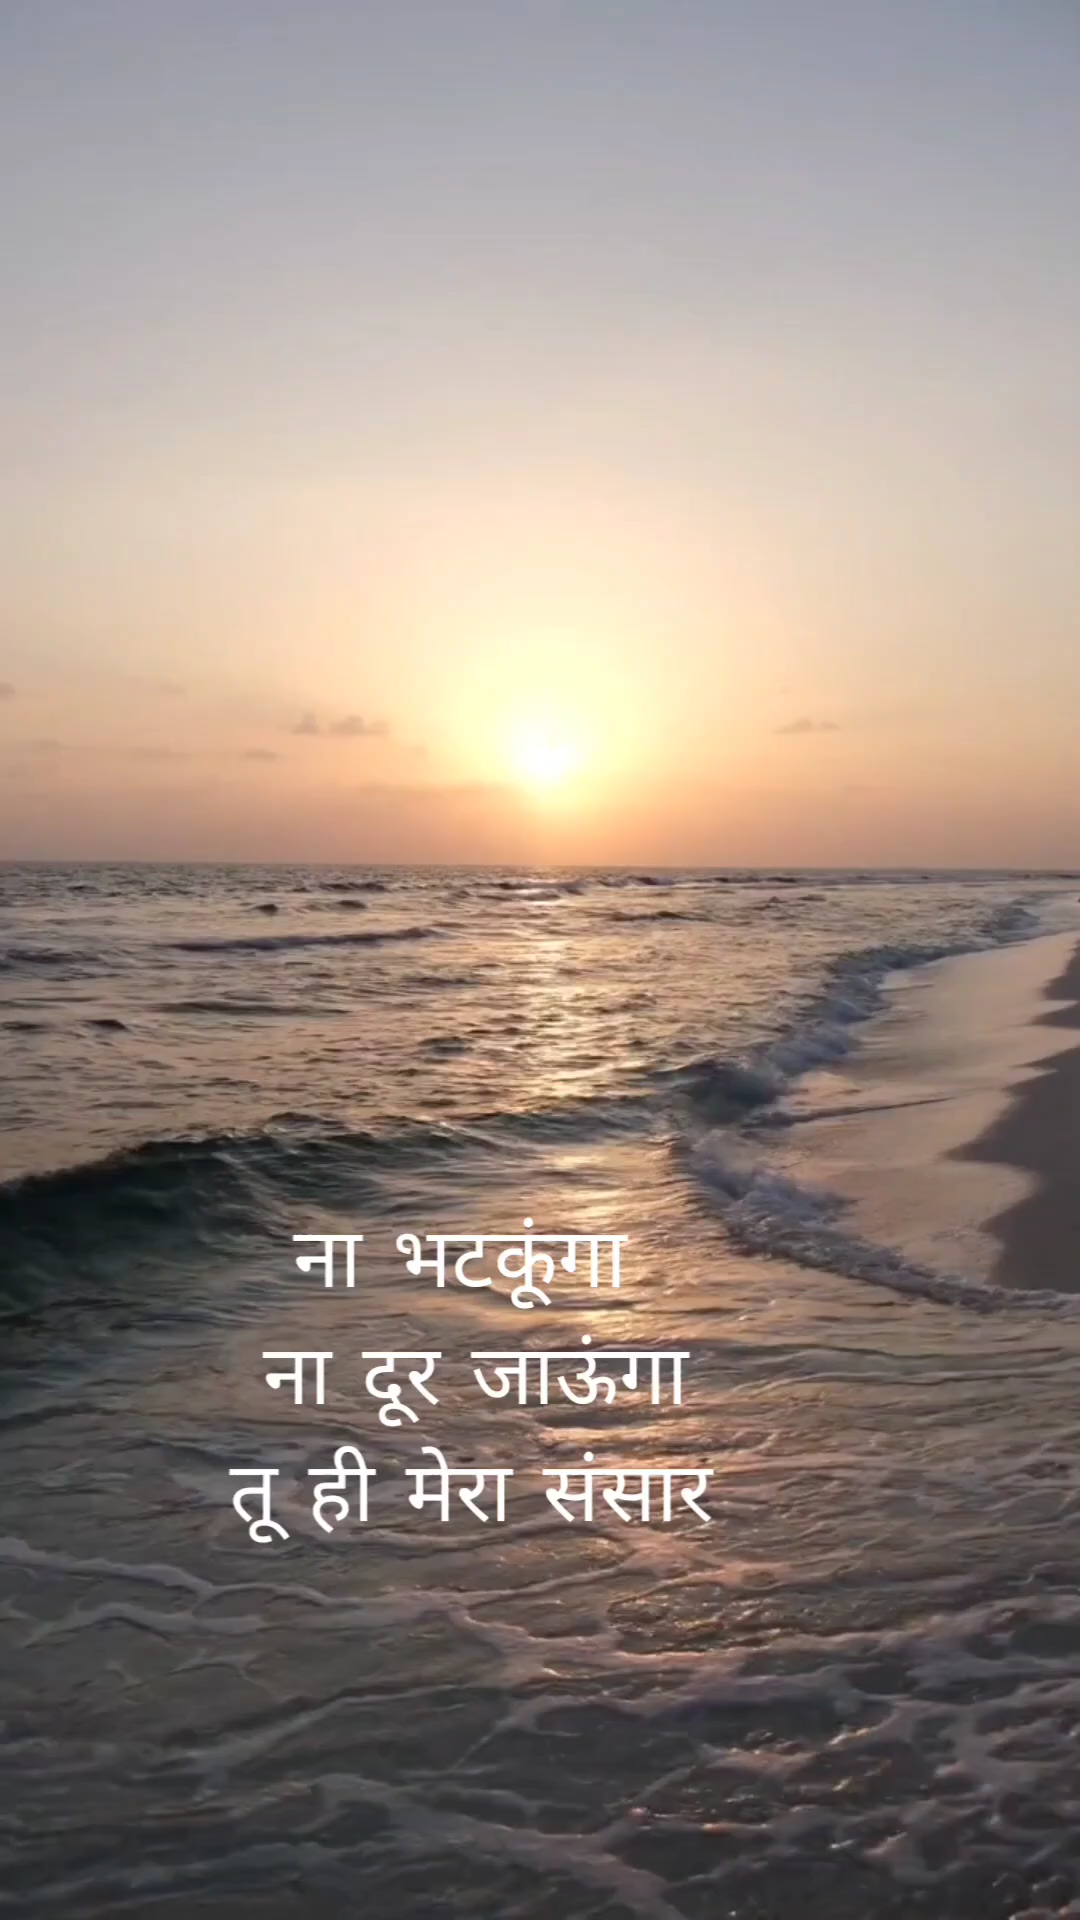 ना भटकूंगा
ना दूर जाऊंगा
तू ही मेरा संसार